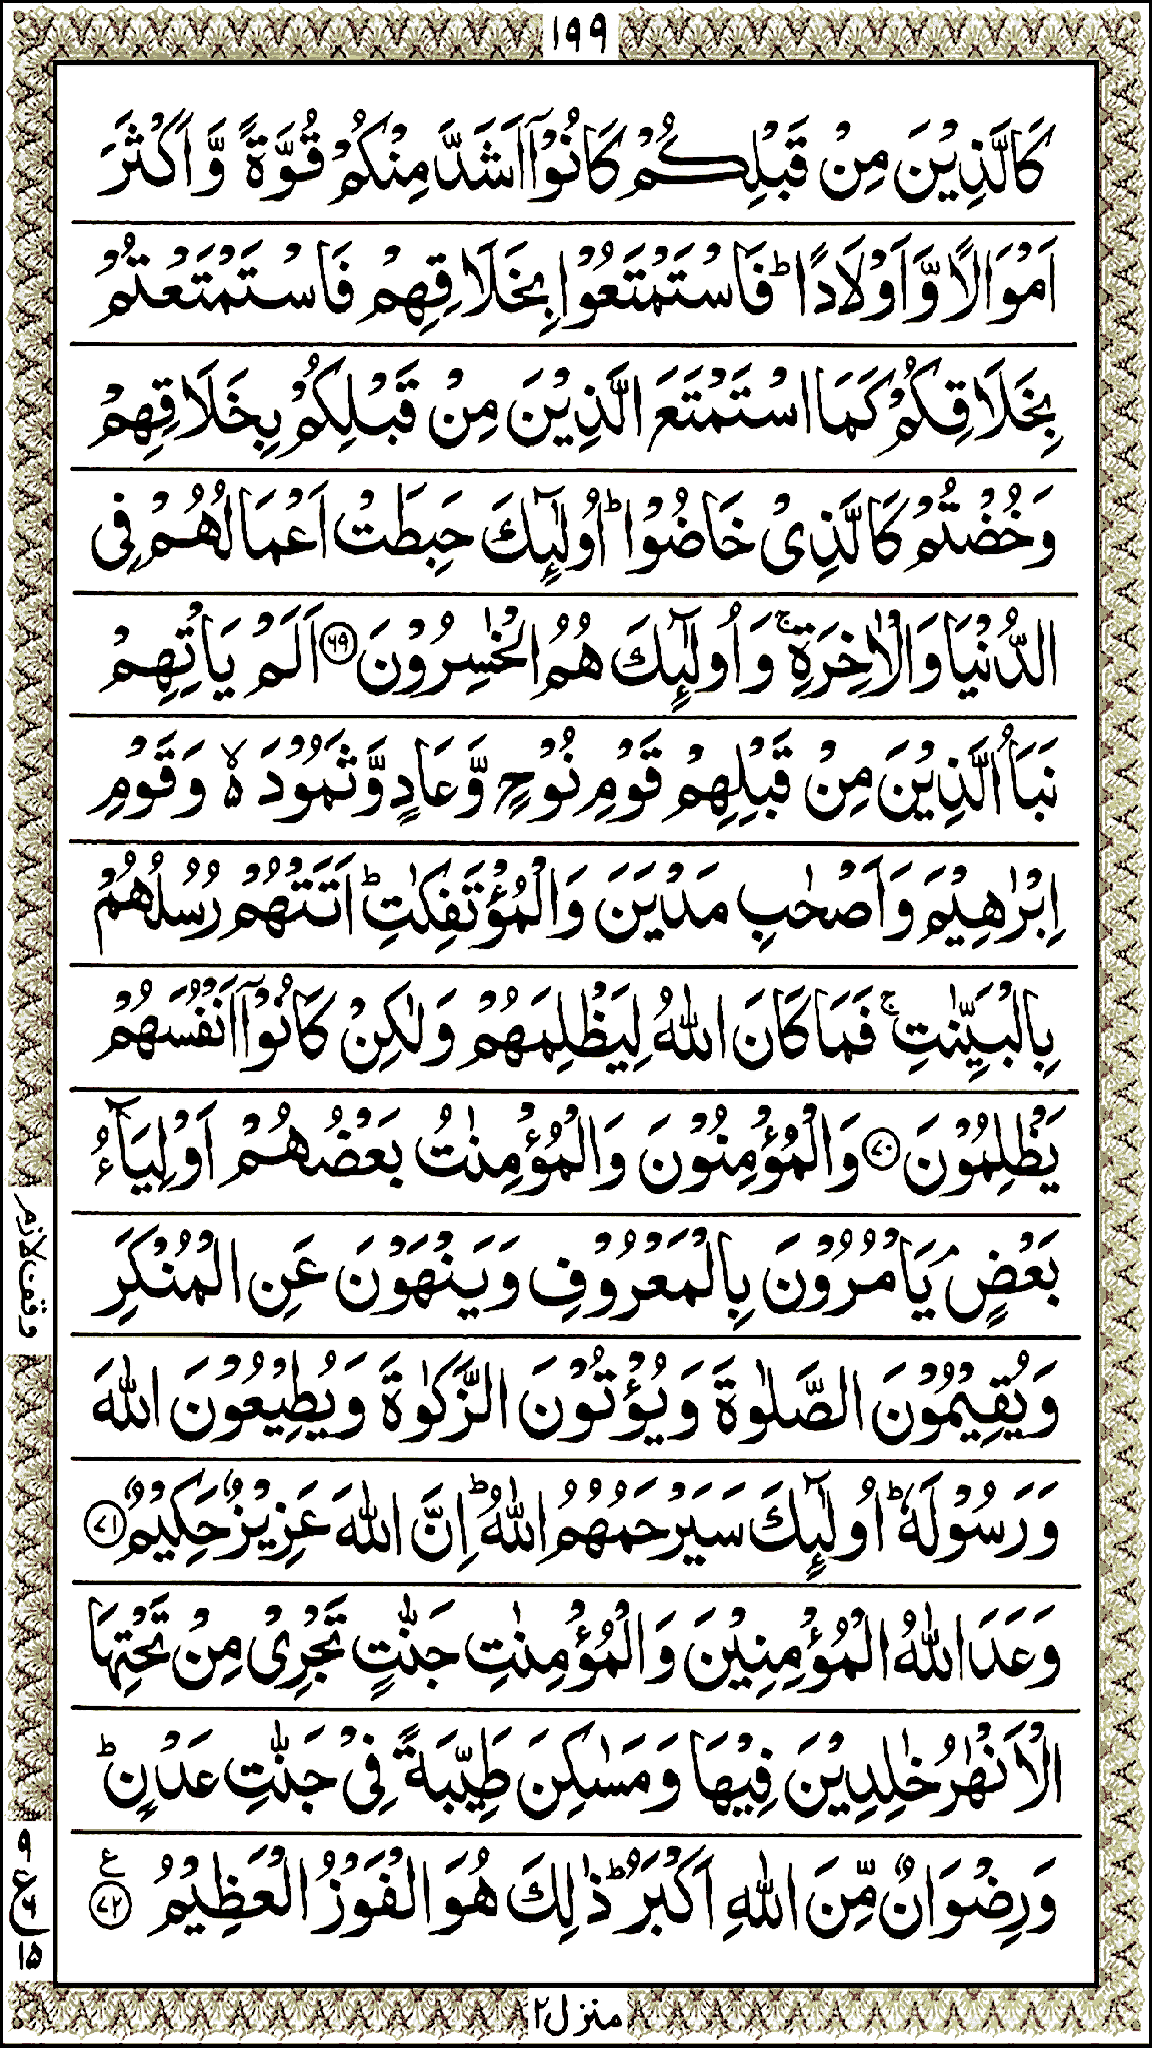 ١٩٩
كَالَّذِيْنَ مِنْ قَبْلِكُمْ كَانُوْۤا اَشَدَّ مِنْكُمْ قُوَّةً وَّ اَكْثَرَ
اَمْوَالًا وَّ اَوْلَادًا ؕ فَاسْتَمْتَعُوْا بِخَلَاقِهِمْ فَاسْتَمْتَعْتُمْ
بِخَلَاقِكُمْ كَمَا اسْتَمْتَعَ الَّذِيْنَ مِنْ قَبْلِكُمْ بِخَلَاقِهِمْ
وَخُضْتُمْ كَالَّذِیْ خَاضُوْا ؕ اُولٰٓىِٕكَ حَبِطَتْ اَعْمَالُهُمْ فِی
الدُّنْيَا وَالْاٰخِرَةِ ۚ وَ اُولٰٓىِٕكَ هُمُ الْخٰسِرُوْنَ ﴿٦٩﴾ اَلَمْ يَاْتِهِمْ
نَبَاُ الَّذِيْنَ مِنْ قَبْلِهِمْ قَوْمِ نُوْحٍ وَّ عَادٍ وَّ ثَمُوْدَ ۙ۬ وَ قَوْمِ
اِبْرٰهِيْمَ وَ اَصْحٰبِ مَدْيَنَ وَالْمُؤْتَفِكٰتِ ؕ اَتَتْهُمْ رُسُلُهُمْ
بِالْبَيِّنٰتِ ۚ فَمَا كَانَ اللّٰهُ لِيَظْلِمَهُمْ وَلٰكِنْ كَانُوْۤا اَنْفُسَهُمْ
يَظْلِمُوْنَ ﴿٧٠﴾ وَالْمُؤْمِنُوْنَ وَالْمُؤْمِنٰتُ بَعْضُهُمْ اَوْلِيَآءُ
بَعْضٍ ۘ يَاْمُرُوْنَ بِالْمَعْرُوْفِ وَيَنْهَوْنَ عَنِ الْمُنْكَرِ
وَيُقِيْمُوْنَ الصَّلٰوةَ وَيُؤْتُوْنَ الزَّكٰوةَ وَيُطِيْعُوْنَ اللّٰهَ
وَرَسُوْلَهٗ ؕ اُولٰٓىِٕكَ سَيَرْحَمُهُمُ اللّٰهُ ؕ اِنَّ اللّٰهَ عَزِيْزٌ حَكِيْمٌ ﴿٧١﴾
وَعَدَ اللّٰهُ الْمُؤْمِنِيْنَ وَالْمُؤْمِنٰتِ جَنّٰتٍ تَجْرِیْ مِنْ تَحْتِهَا
الْاَنْهٰرُ خٰلِدِيْنَ فِيْهَا وَ مَسٰكِنَ طَيِّبَةً فِیْ جَنّٰتِ عَدْنٍ ؕ
وَرِضْوَانٌ مِّنَ اللّٰهِ اَكْبَرُ ؕ ذٰلِكَ هُوَ الْفَوْزُ الْعَظِيْمُ ﴿٧٢﴾ ع
وقف لازم
٩
ع
٦
١٥
منزل ٢